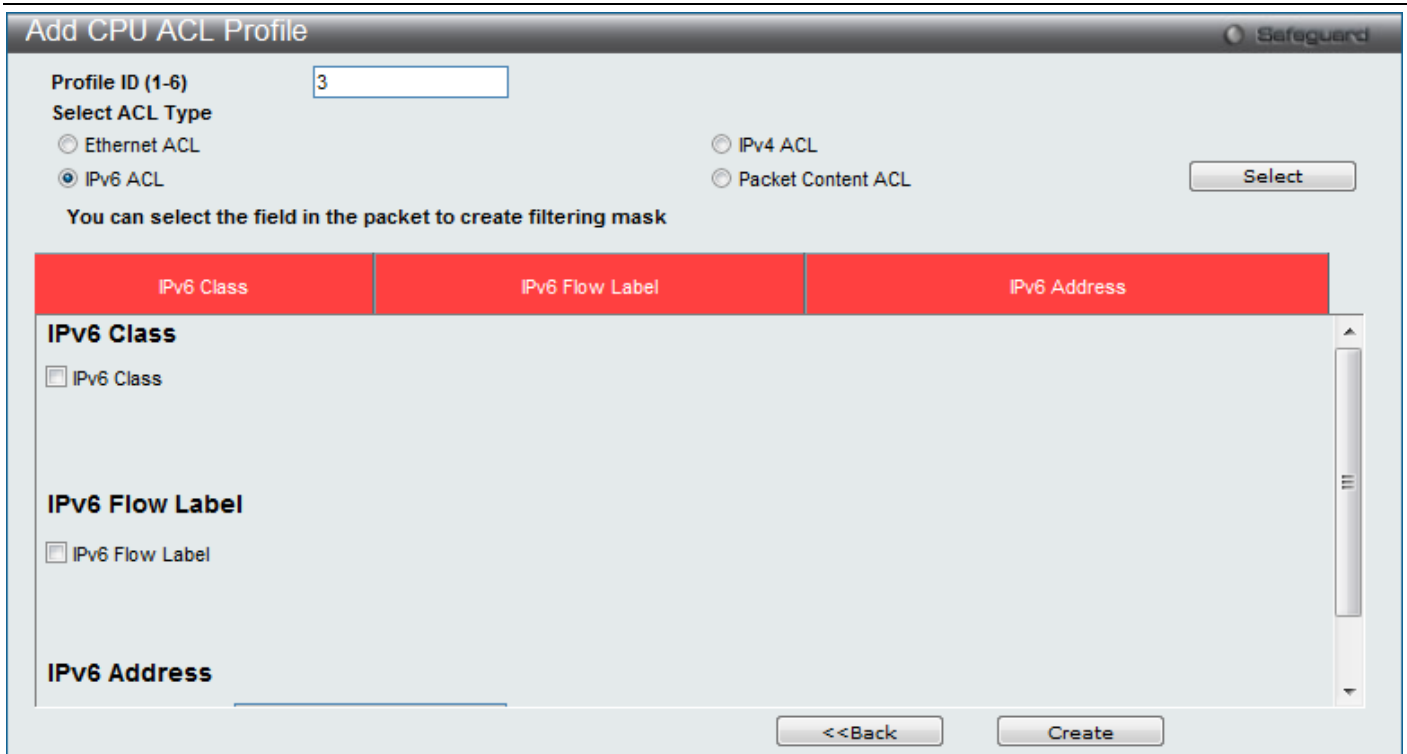 Add CPU ACL Profile
Safeguard
Profile ID (1-6) 3
Select ACL Type
Ethernet ACL IPv4 ACL
IPv6 ACL Packet Content ACL Select
You can select the field in the packet to create filtering mask
IPv6 Class IPv6 Flow Label IPv6 Address
IPv6 Class
IPv6 Class
IPv6 Flow Label
IPv6 Flow Label
IPv6 Address
<<Back Create